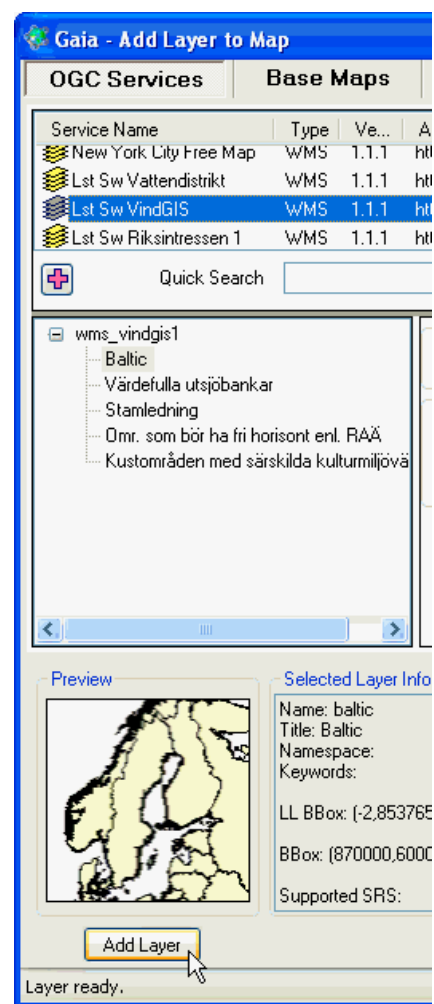 Gaia - Add Layer to Map
OGC Services Base Maps
Service Name Type Ve... A
New York City Free Map WMS 1.1.1 htt
Lst Sw Vattendistrikt WMS 1.1.1 htt
Lst Sw VindGIS WMS 1.1.1 htt
Lst Sw Riksintressen 1 WMS 1.1.1 htt
Quick Search
wms_vindgis1
Baltic
Värdefulla utsjöbankar
Stamledning
Omr. som bör ha fri horisont enl. RAÄ
Kustområden med särskilda kulturmiljövä
Preview
Selected Layer Info
Name: baltic
Title: Baltic
Namespace:
Keywords:
LL BBox: (-2,853765
BBox: (870000,6000
Supported SRS:
Add Layer
Layer ready.